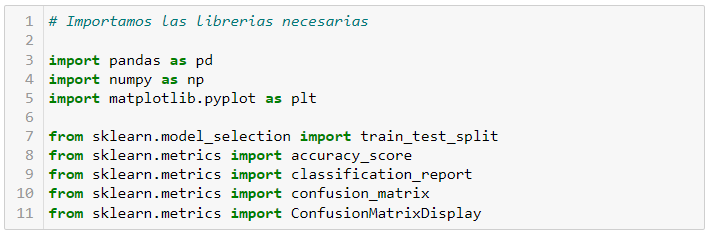 1 # Importamos las librerias necesarias
2
3 import pandas as pd
4 import numpy as np
5 import matplotlib.pyplot as plt
6
7 from sklearn.model_selection import train_test_split
8 from sklearn.metrics import accuracy_score
9 from sklearn.metrics import classification_report
10 from sklearn.metrics import confusion_matrix
11 from sklearn.metrics import ConfusionMatrixDisplay